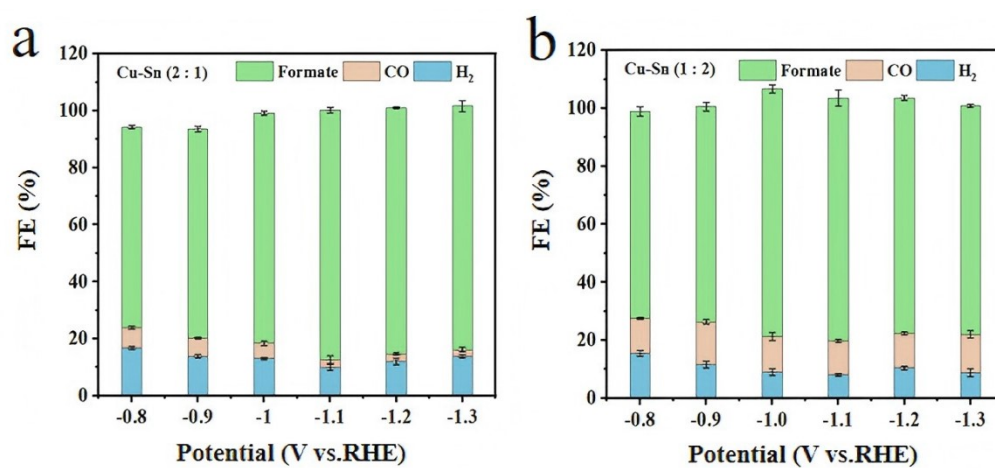 a
120
Cu-Sn (2 : 1) Formate CO H₂
100
80
60
40
20
0
FE (%)
-0.8 -0.9 -1 -1.1 -1.2 -1.3
Potential (V vs.RHE)
b
120
Cu-Sn (1 : 2) Formate CO H₂
100
80
60
40
20
0
FE (%)
-0.8 -0.9 -1.0 -1.1 -1.2 -1.3
Potential (V vs.RHE)